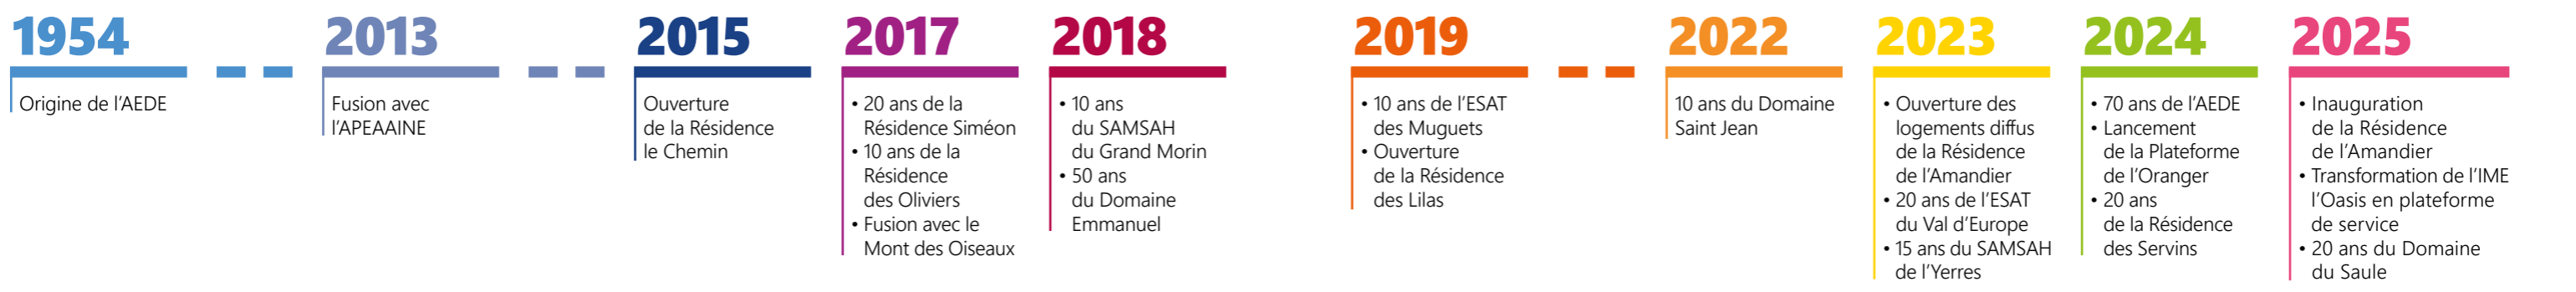 1954
Origine de l’AEDE
2013
Fusion avec
l’APEAAINE
2015
Ouverture
de la Résidence
le Chemin
2017
• 20 ans de la
Résidence Siméon
• 10 ans de la
Résidence
des Oliviers
• Fusion avec le
Mont des Oiseaux
2018
• 10 ans
du SAMSAH
du Grand Morin
• 50 ans
du Domaine
Emmanuel
2019
• 10 ans de l’ESAT
des Muguets
• Ouverture
de la Résidence
des Lilas
2022
10 ans du Domaine
Saint Jean
2023
• Ouverture des
logements diffus
de la Résidence
de l’Amandier
• 20 ans de l’ESAT
du Val d’Europe
• 15 ans du SAMSAH
de l’Yerres
2024
• 70 ans de l’AEDE
• Lancement
de la Plateforme
de l’Oranger
• 20 ans
de la Résidence
des Servins
2025
• Inauguration
de la Résidence
de l’Amandier
• Transformation de l’IME
l’Oasis en plateforme
de service
• 20 ans du Domaine
du Saule